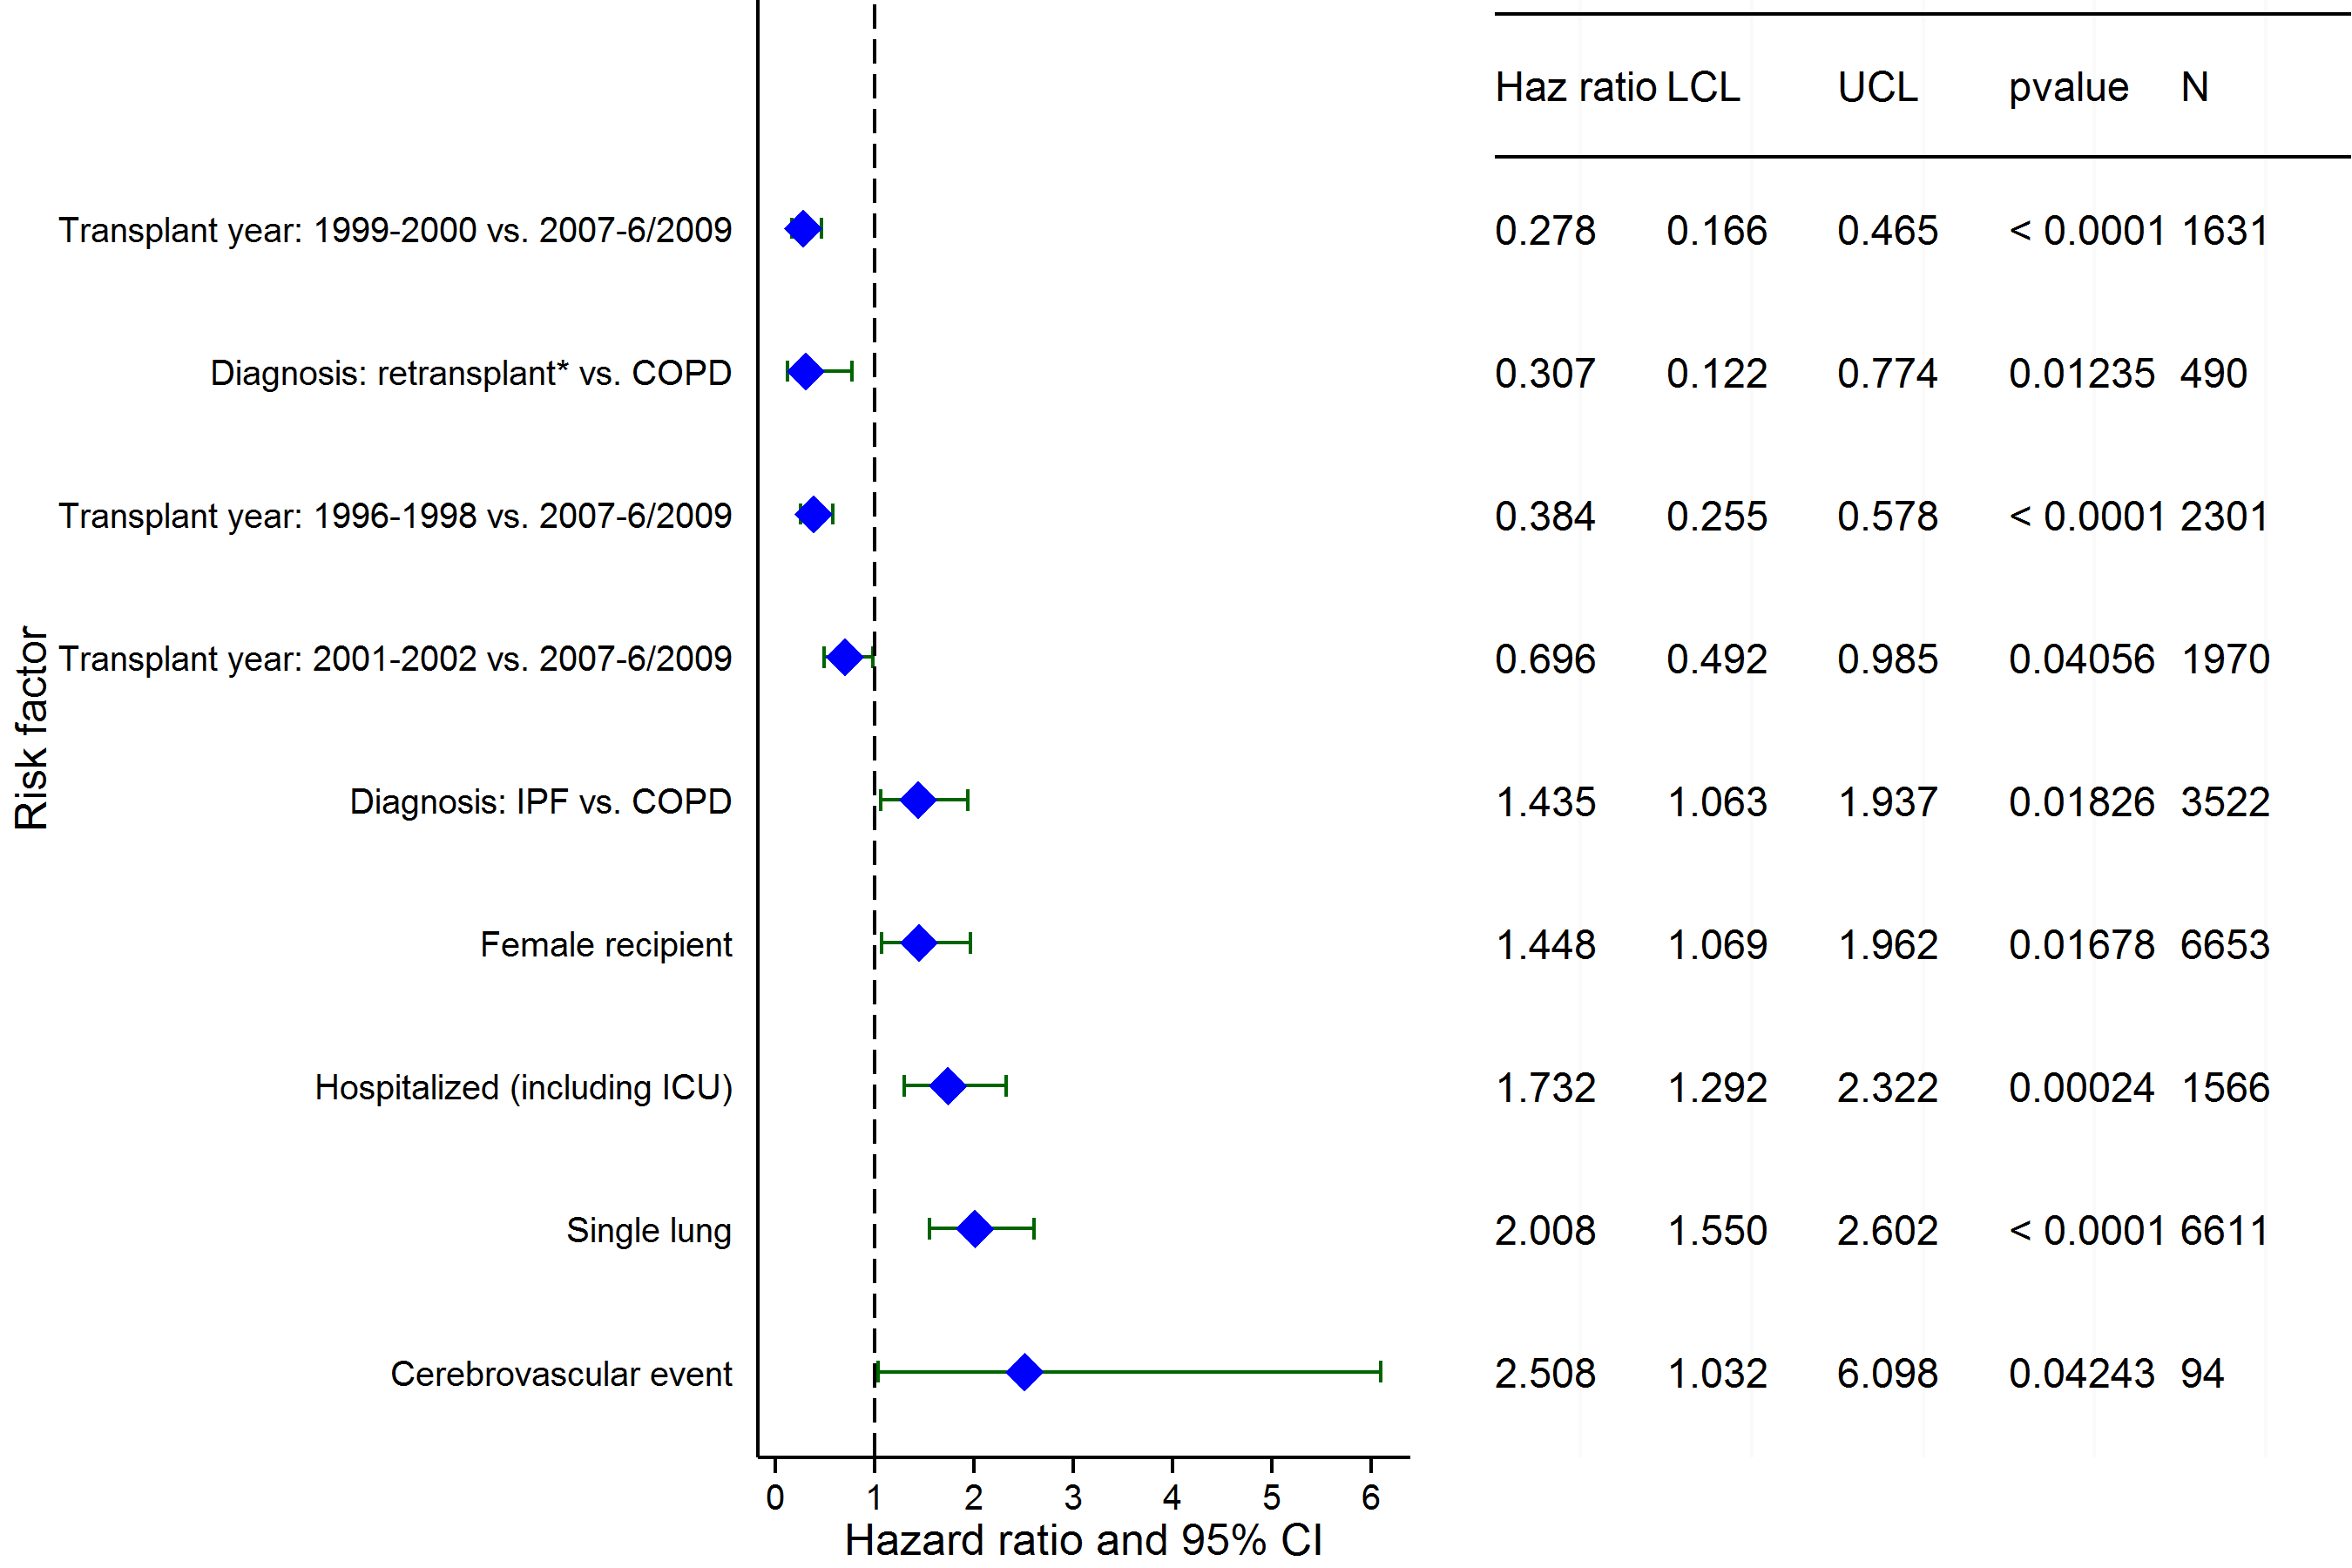 Haz ratio LCL UCL pvalue N
Transplant year: 1999-2000 vs. 2007-6/2009 0.278 0.166 0.465 < 0.0001 1631
Diagnosis: retransplant* vs. COPD 0.307 0.122 0.774 0.01235 490
Transplant year: 1996-1998 vs. 2007-6/2009 0.384 0.255 0.578 < 0.0001 2301
Transplant year: 2001-2002 vs. 2007-6/2009 0.696 0.492 0.985 0.04056 1970
Risk factor
Diagnosis: IPF vs. COPD 1.435 1.063 1.937 0.01826 3522
Female recipient 1.448 1.069 1.962 0.01678 6653
Hospitalized (including ICU) 1.732 1.292 2.322 0.00024 1566
Single lung 2.008 1.550 2.602 < 0.0001 6611
Cerebrovascular event 2.508 1.032 6.098 0.04243 94
0 1 2 3 4 5 6
Hazard ratio and 95% CI